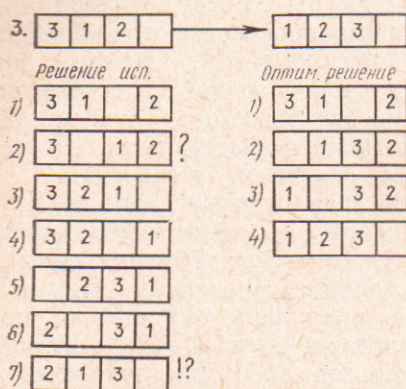 3. 3 1 2 1 2 3
Решение исп. Оптим. решение
1) 3 1 2 1) 3 1 2
2) 3 1 2 ? 2) 1 3 2
3) 3 2 1 3) 1 3 2
4) 3 2 1 4) 1 2 3
5) 2 3 1
6) 2 3 1
7) 2 1 3 !?